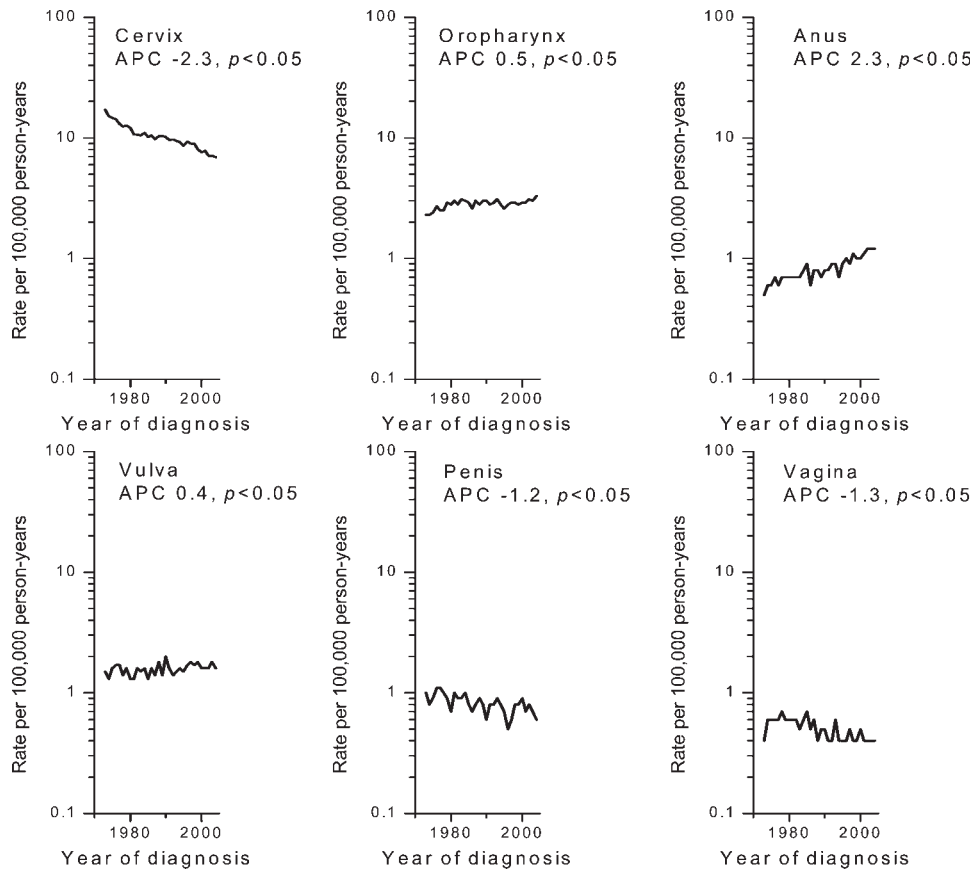 Cervix
APC -2.3, p<0.05
Rate per 100,000 person-years
100
10
1
0.1
1980 2000
Year of diagnosis
Oropharynx
APC 0.5, p<0.05
Rate per 100,000 person-years
100
10
1
0.1
1980 2000
Year of diagnosis
Anus
APC 2.3, p<0.05
Rate per 100,000 person-years
100
10
1
0.1
1980 2000
Year of diagnosis
Vulva
APC 0.4, p<0.05
Rate per 100,000 person-years
100
10
1
0.1
1980 2000
Year of diagnosis
Penis
APC -1.2, p<0.05
Rate per 100,000 person-years
100
10
1
0.1
1980 2000
Year of diagnosis
Vagina
APC -1.3, p<0.05
Rate per 100,000 person-years
100
10
1
0.1
1980 2000
Year of diagnosis